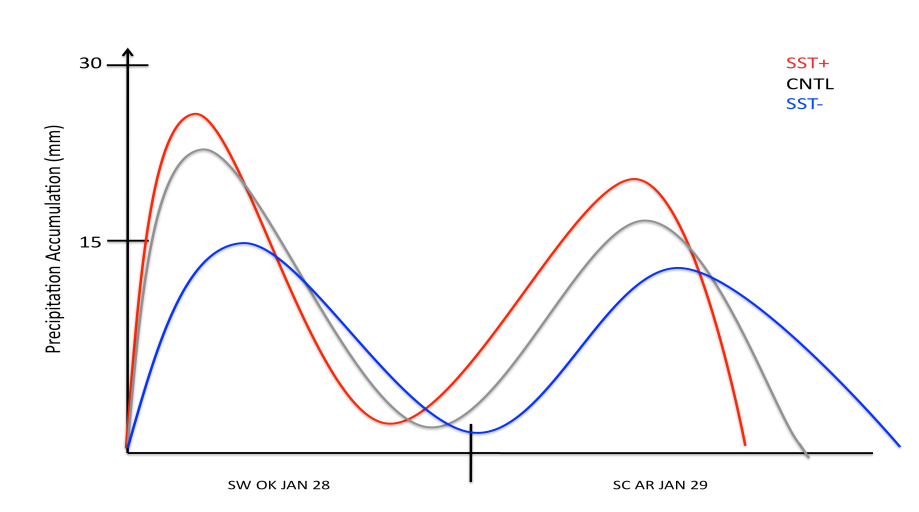 30
SST+
CNTL
SST-
Precipitation Accumulation (mm)
15
SW OK JAN 28
SC AR JAN 29